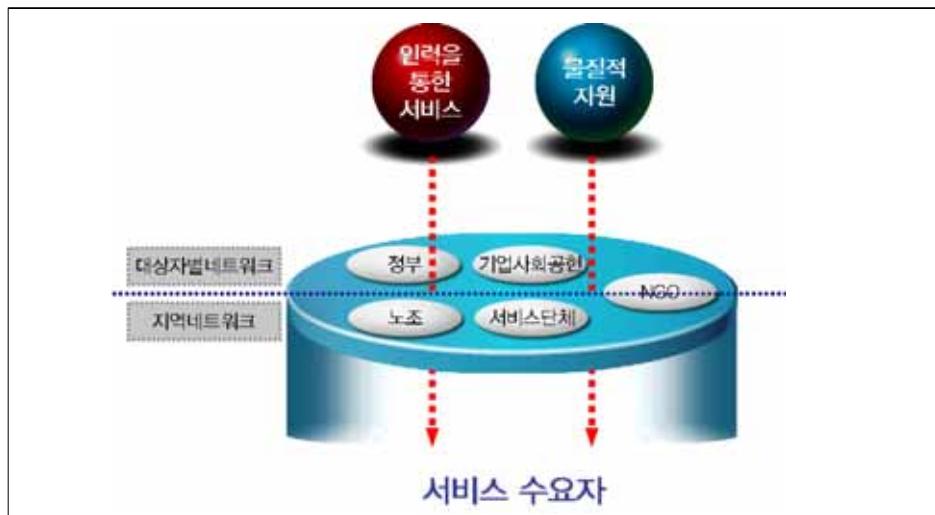 인력을
통한
서비스
물질적
지원
대상자별네트워크
정부
기업사회공헌
NGO
지역네트워크
노조
서비스단체
서비스 수요자